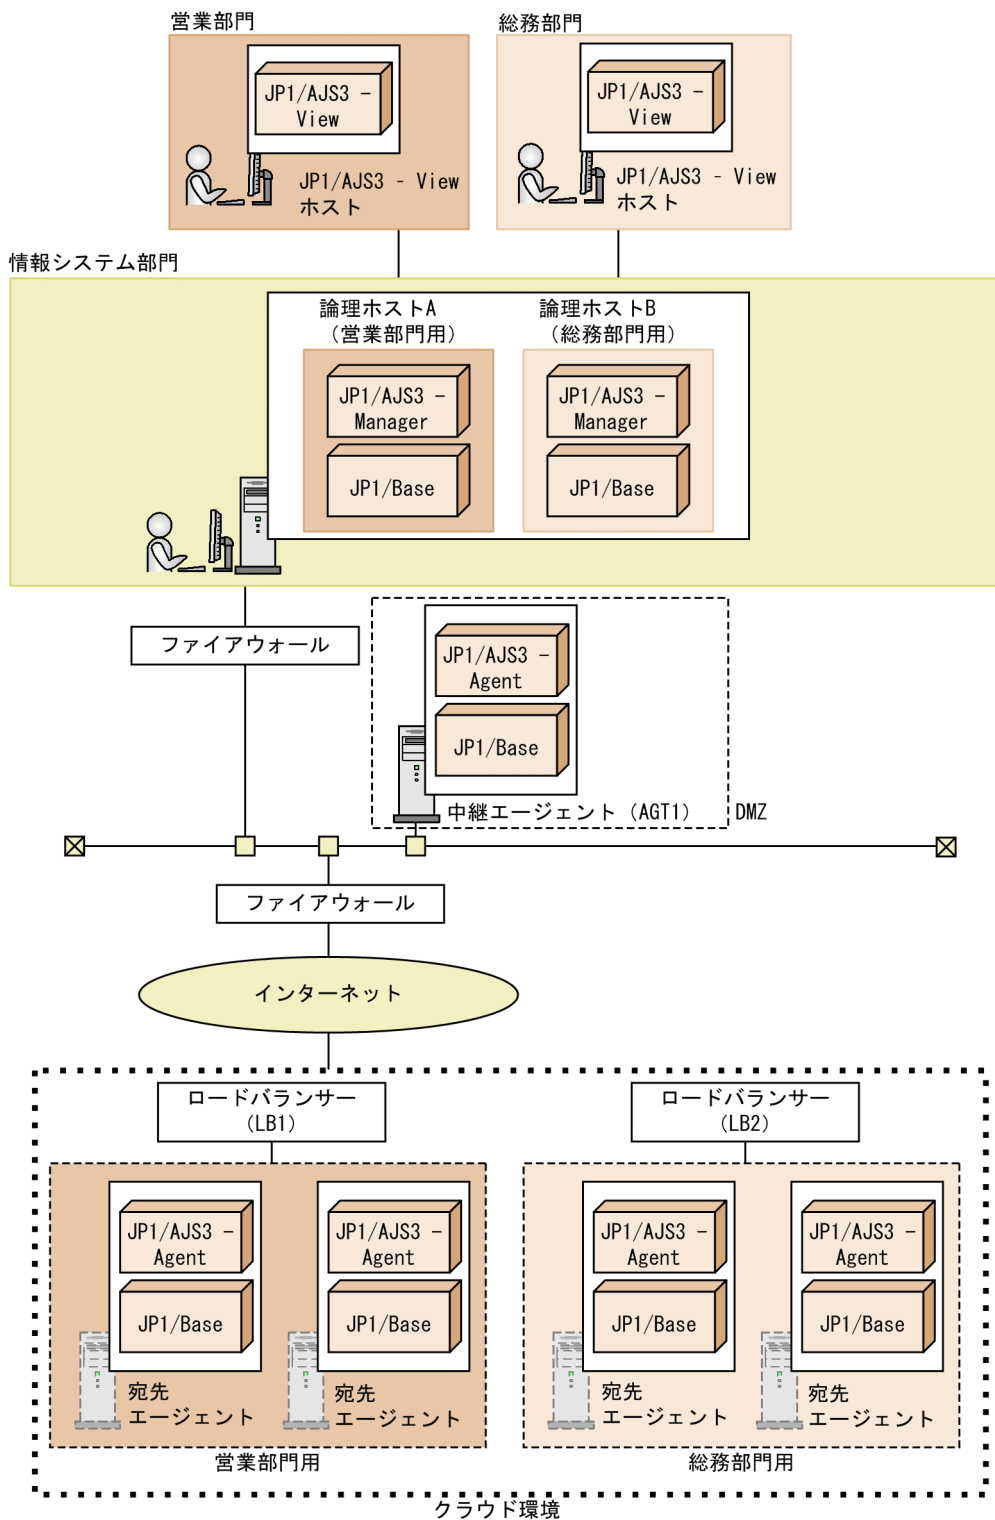 営業部門
総務部門
JP1/AJS3 －
View
JP1/AJS3 －
View
JP1/AJS3 - View
ホスト
JP1/AJS3 - View
ホスト
情報システム部門
論理ホストA
（営業部門用）
論理ホストB
（総務部門用）
JP1/AJS3 －
Manager
JP1/AJS3 －
Manager
JP1/Base
JP1/Base
ファイアウォール
JP1/AJS3 －
Agent
JP1/Base
中継エージェント（AGT1）
DMZ
ファイアウォール
インターネット
ロードバランサー
（LB1）
ロードバランサー
（LB2）
JP1/AJS3 －
Agent
JP1/AJS3 －
Agent
JP1/AJS3 －
Agent
JP1/AJS3 －
Agent
JP1/Base
JP1/Base
JP1/Base
JP1/Base
宛先
エージェント
宛先
エージェント
宛先
エージェント
宛先
エージェント
営業部門用
総務部門用
クラウド環境